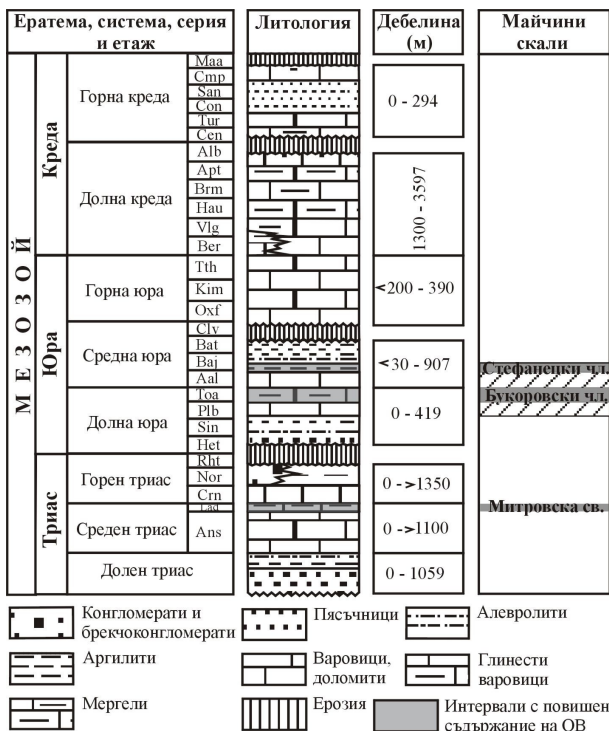 Ератема, система, серия
и етаж
Литология
Дебелина
(м)
Майчини
скали
МЕЗОЗОЙ
Креда
Горна креда
Maa
Cmp
San
Con
Tur
Cen
0 - 294
Долна креда
Alb
Apt
Brm
Hau
Vlg
Ber
1300 - 3597
Юра
Горна юра
Tth
Kim
Oxf
<200 - 390
Средна юра
Clv
Bat
Baj
Aal
<30 - 907
Стефанецки чл.
Долна юра
Toa
Plb
Sin
Het
0 - 419
Букоровски чл.
Триас
Горен триас
Rht
Nor
Crn
0 ->1350
Среден триас
Lad
Ans
0 ->1100
Митровска св.
Долен триас
0 - 1059
Конгломерати и
брекчоконгломерати
Пясъчници
Алевролити
Аргилити
Варовици,
доломити
Глинести
варовици
Мергели
Ерозия
Интервали с повишен
съдържание на ОВ